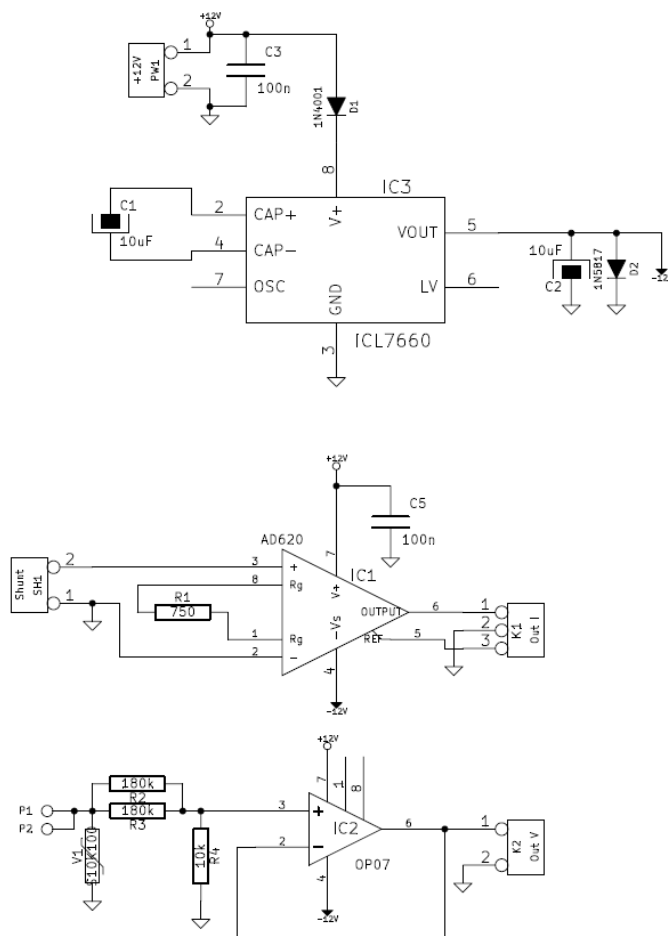 +12V
+12V
PW1
1
2
C3
100n
1N4001
D1
8
IC3
C1
10uF
2
CAP+
V+
4
CAP-
VOUT
5
7
OSC
GND
LV
6
3
ICL7660
10uF
C2
1N5817
D2
-12V
+12V
C5
100n
AD620
7
IC1
Shunt
SH1
2
1
3
+
8
Rg
V+
R1
750
OUTPUT
6
1
Rg
-Vs
REF
5
2
-
4
1
2
3
K1
Out I
-12V
+12V
P1
P2
180k
R2
180k
R3
V1
S10K100
10k
R4
7
1
8
3
+
IC2
6
2
-
4
OP07
-12V
1
2
K2
Out V